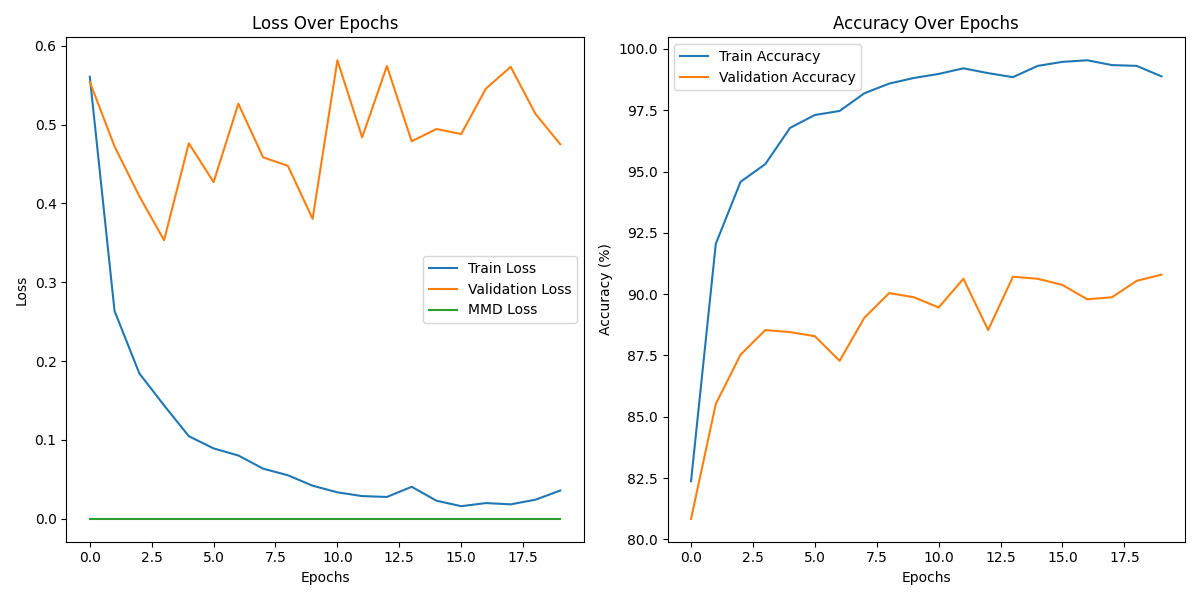 Loss Over Epochs
0.6
0.5
0.4
0.3
0.2
0.1
0.0
Loss
Train Loss
Validation Loss
MMD Loss
0.0 2.5 5.0 7.5 10.0 12.5 15.0 17.5
Epochs
Accuracy Over Epochs
100.0
97.5
95.0
92.5
90.0
87.5
85.0
82.5
80.0
Accuracy (%)
Train Accuracy
Validation Accuracy
0.0 2.5 5.0 7.5 10.0 12.5 15.0 17.5
Epochs